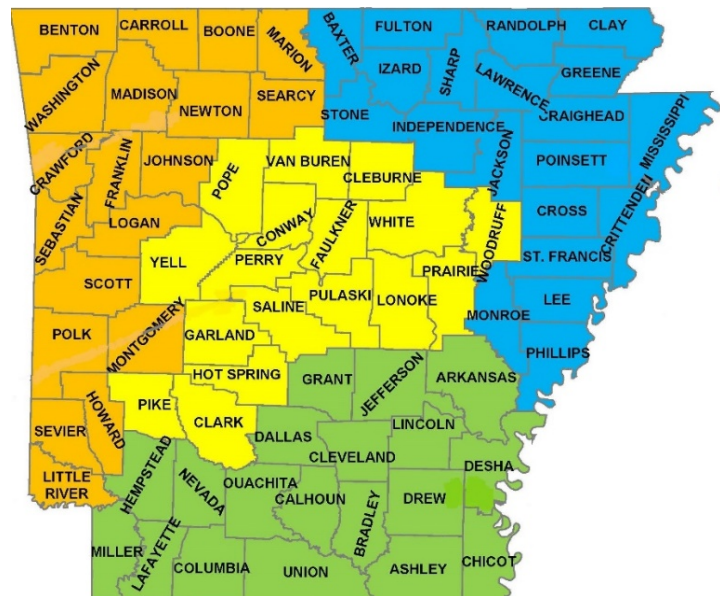 BENTON
CARROLL
BOONE
MARION
BAXTER
FULTON
RANDOLPH
CLAY
WASHINGTON
MADISON
NEWTON
SEARCY
IZARD
SHARP
LAWRENCE
GREENE
STONE
INDEPENDENCE
CRAIGHEAD
MISSISSIPPI
CRAWFORD
FRANKLIN
JOHNSON
POPE
VAN BUREN
CLEBURNE
JACKSON
POINSETT
SEBASTIAN
LOGAN
CONWAY
FAULKNER
WHITE
WOODRUFF
CROSS
CRITTENDEN
SCOTT
YELL
PERRY
PRAIRIE
ST. FRANCIS
POLK
MONTGOMERY
GARLAND
SALINE
PULASKI
LONOKE
MONROE
LEE
PHILLIPS
HOT SPRING
GRANT
JEFFERSON
ARKANSAS
SEVIER
HOWARD
PIKE
CLARK
DALLAS
CLEVELAND
LINCOLN
DESHA
LITTLE
RIVER
HEMPSTEAD
NEVADA
OUACHITA
CALHOUN
BRADLEY
DREW
MILLER
LAFAYETTE
COLUMBIA
UNION
ASHLEY
CHICOT